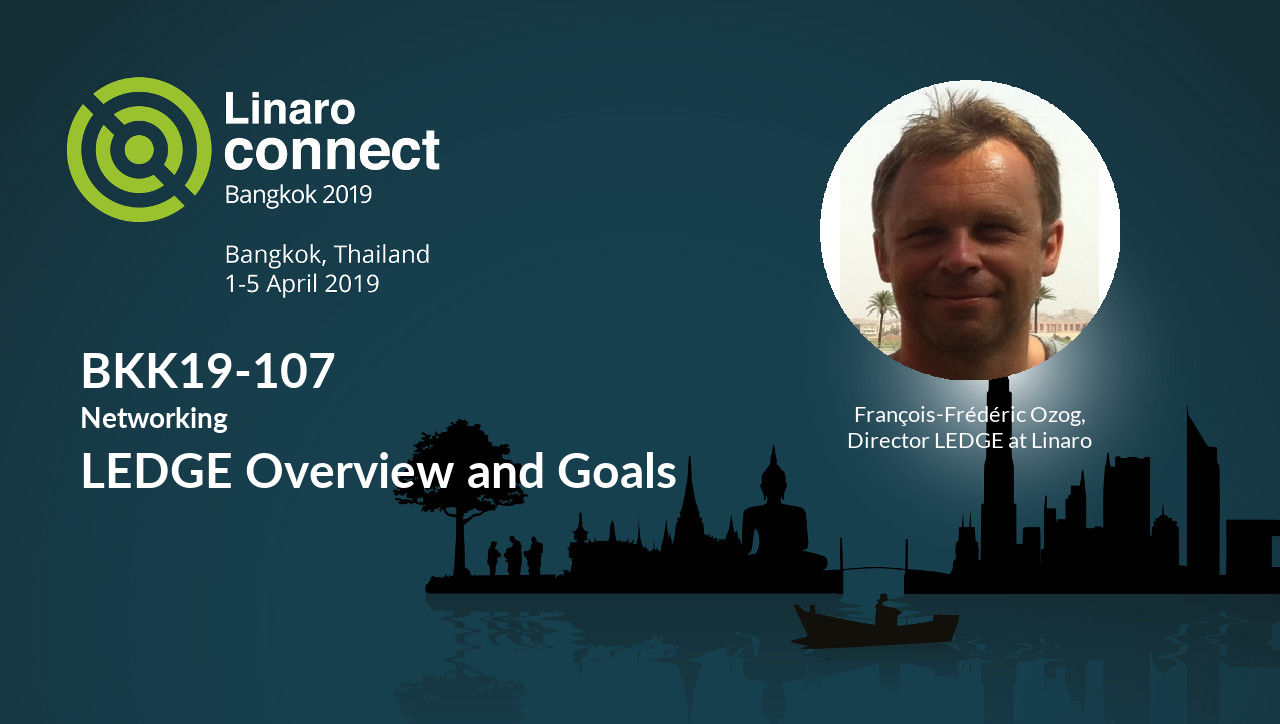 Linaro
connect
Bangkok 2019
Bangkok, Thailand
1-5 April 2019
BKK19-107
Networking
LEDGE Overview and Goals
François-Frédéric Ozog,
Director LEDGE at Linaro